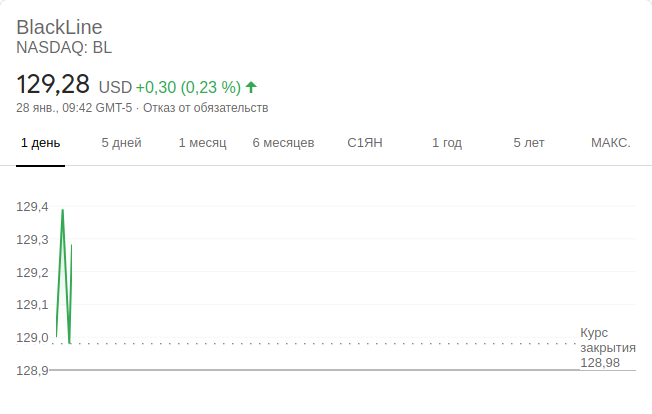 BlackLine
NASDAQ: BL
129,28 USD +0,30 (0,23 %)
28 янв., 09:42 GMT-5 · Отказ от обязательств
1 день 5 дней 1 месяц 6 месяцев С1ЯН 1 год 5 лет МАКС.
129,4
129,3
129,2
129,1
129,0
Курс
закрытия
128,98
128,9